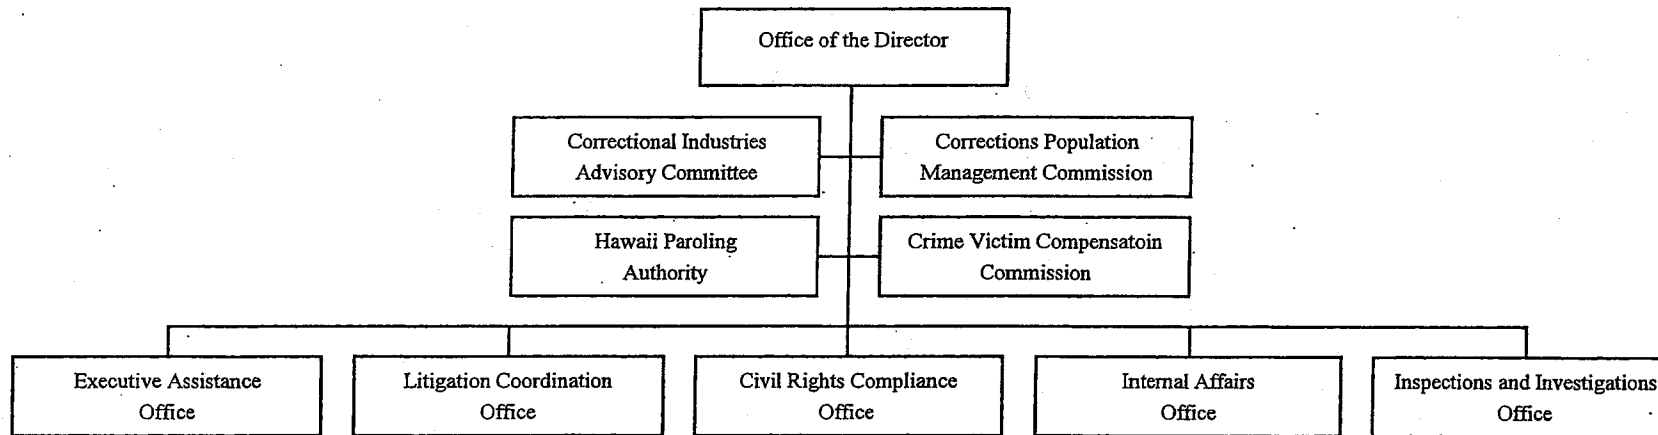 Office of the Director
Correctional Industries
Advisory Committee
Corrections Population
Management Commission
Hawaii Paroling
Authority
Crime Victim Compensatoin
Commission
Executive Assistance
Office
Litigation Coordination
Office
Civil Rights Compliance
Office
Internal Affairs
Office
Inspections and Investigations
Office